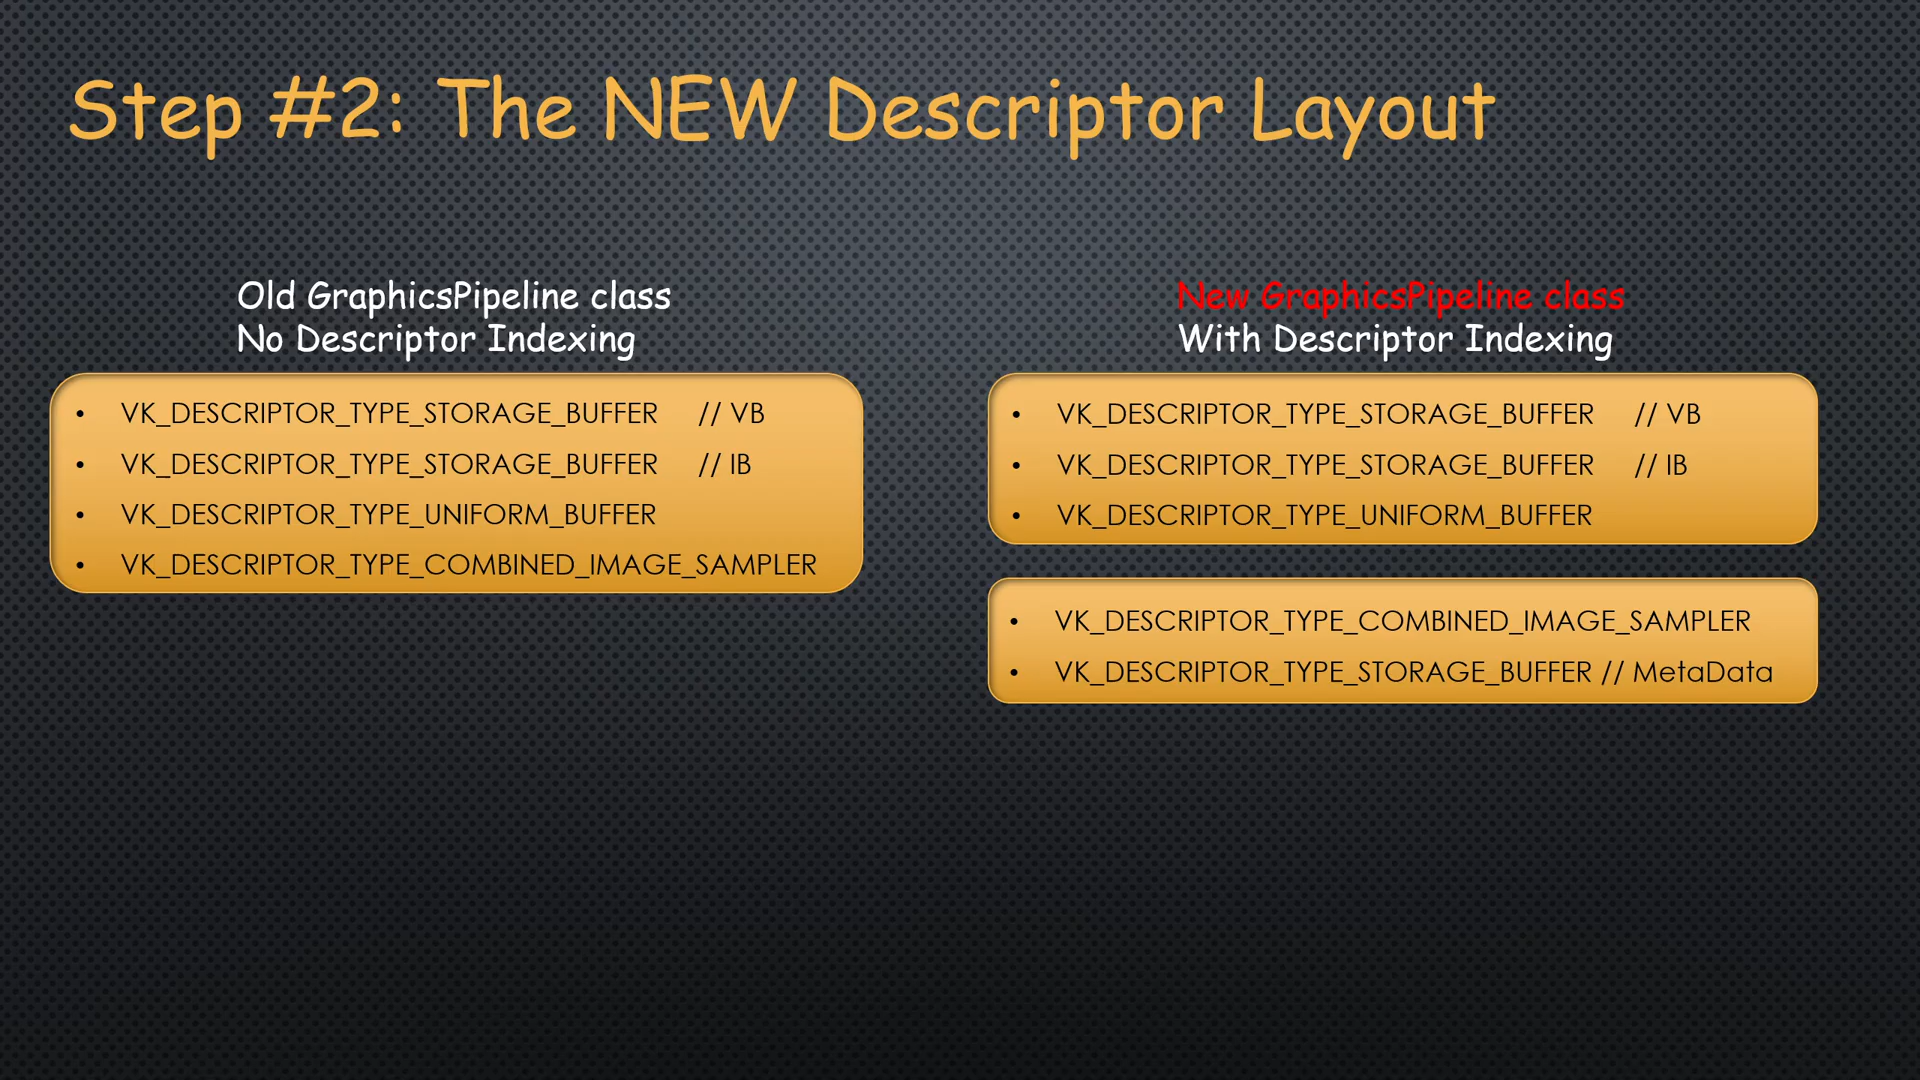 Step #2: The NEW Descriptor Layout
Old GraphicsPipeline class
No Descriptor Indexing
• VK_DESCRIPTOR_TYPE_STORAGE_BUFFER // VB
• VK_DESCRIPTOR_TYPE_STORAGE_BUFFER // IB
• VK_DESCRIPTOR_TYPE_UNIFORM_BUFFER
• VK_DESCRIPTOR_TYPE_COMBINED_IMAGE_SAMPLER
New GraphicsPipeline class
With Descriptor Indexing
• VK_DESCRIPTOR_TYPE_STORAGE_BUFFER // VB
• VK_DESCRIPTOR_TYPE_STORAGE_BUFFER // IB
• VK_DESCRIPTOR_TYPE_UNIFORM_BUFFER
• VK_DESCRIPTOR_TYPE_COMBINED_IMAGE_SAMPLER
• VK_DESCRIPTOR_TYPE_STORAGE_BUFFER // MetaData